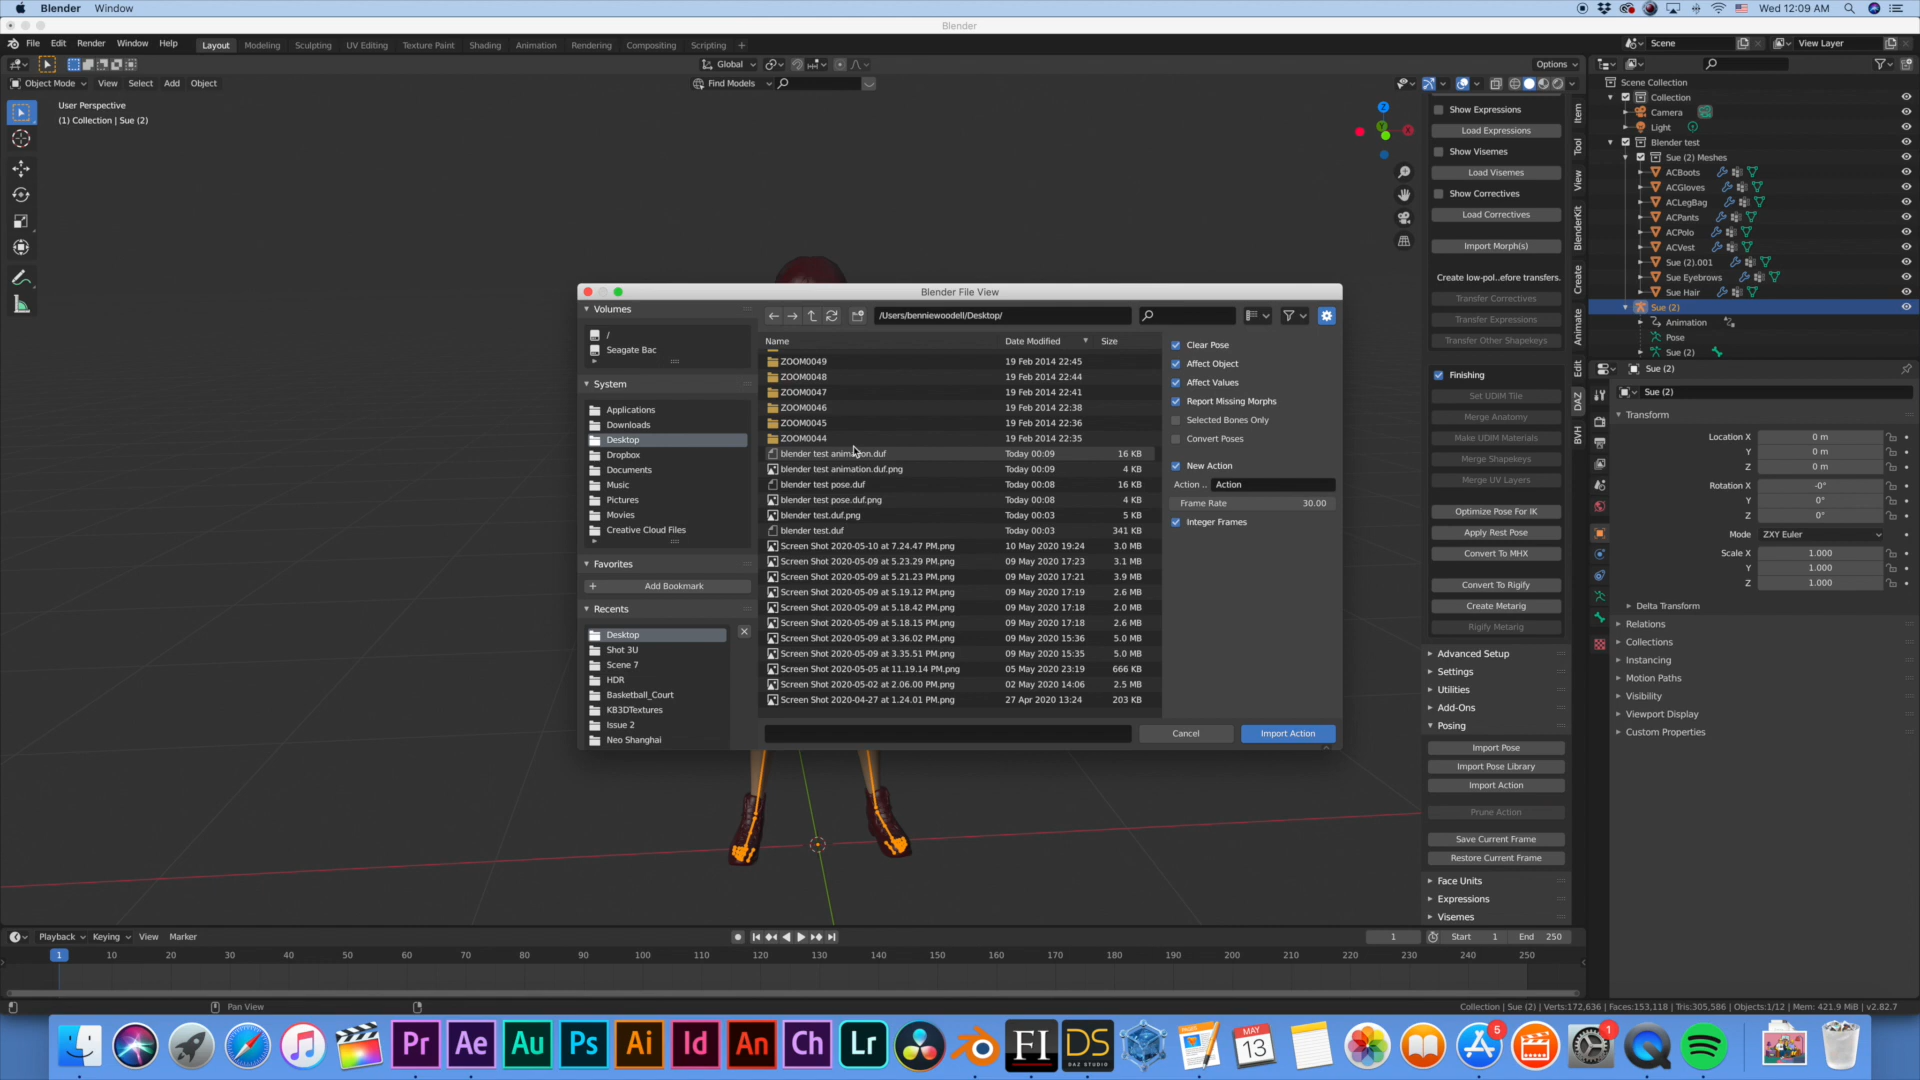 Blender Window
Wed 12:09 AM
Blender
File Edit Render Window Help
Layout Modeling Sculpting UV Editing Texture Paint Shading Animation Rendering Compositing Scripting +
Scene View Layer
Global Options
Object Mode View Select Add Object
Find Models
User Perspective
(1) Collection | Sue (2)
Show Expressions
Load Expressions
Show Visemes
Load Visemes
Show Correctives
Load Correctives
Import Morph(s)
Create low-pol..efore transfers.
Transfer Correctives
Transfer Expressions
Transfer Other Shapekeys
Finishing
Set UDIM Tile
Merge Anatomy
Make UDIM Materials
Merge Shapekeys
Merge UV Layers
Optimize Pose For IK
Apply Rest Pose
Convert To MHX
Convert To Rigify
Create Metarig
Rigify Metarig
Advanced Setup
Settings
Utilities
Add-Ons
Posing
Import Pose
Import Pose Library
Import Action
Prune Action
Save Current Frame
Restore Current Frame
Face Units
Expressions
Visemes
Item
Tool
View
BlenderKit
Create
Animate
Edit
DAZ
BVH
Scene Collection
Collection
Camera
Light
Blender test
Sue (2) Meshes
ACBoots
ACGloves
ACLegBag
ACPants
ACPolo
ACVest
Sue (2).001
Sue Eyebrows
Sue Hair
Sue (2)
Animation
Pose
Sue (2)
Sue (2)
Sue (2)
Transform
Location X 0 m
Y 0 m
Z 0 m
Rotation X -0°
Y 0°
Z 0°
Mode ZXY Euler
Scale X 1.000
Y 1.000
Z 1.000
Delta Transform
Relations
Collections
Instancing
Motion Paths
Visibility
Viewport Display
Custom Properties
Blender File View
Volumes
/
Seagate Bac
System
Applications
Downloads
Desktop
Dropbox
Documents
Music
Pictures
Movies
Creative Cloud Files
Favorites
+ Add Bookmark
Recents
Desktop
Shot 3U
Scene 7
HDR
Basketball_Court
KB3DTextures
Issue 2
Neo Shanghai
/Users/benniewoodell/Desktop/
Name Date Modified Size
ZOOM0049 19 Feb 2014 22:45
ZOOM0048 19 Feb 2014 22:44
ZOOM0047 19 Feb 2014 22:41
ZOOM0046 19 Feb 2014 22:38
ZOOM0045 19 Feb 2014 22:36
ZOOM0044 19 Feb 2014 22:35
blender test animation.duf Today 00:09 16 KB
blender test animation.duf.png Today 00:09 4 KB
blender test pose.duf Today 00:08 16 KB
blender test pose.duf.png Today 00:08 4 KB
blender test.duf.png Today 00:03 5 KB
blender test.duf Today 00:03 341 KB
Screen Shot 2020-05-10 at 7.24.47 PM.png 10 May 2020 19:24 3.0 MB
Screen Shot 2020-05-09 at 5.23.29 PM.png 09 May 2020 17:23 3.1 MB
Screen Shot 2020-05-09 at 5.21.23 PM.png 09 May 2020 17:21 3.9 MB
Screen Shot 2020-05-09 at 5.19.12 PM.png 09 May 2020 17:19 2.6 MB
Screen Shot 2020-05-09 at 5.18.42 PM.png 09 May 2020 17:18 2.0 MB
Screen Shot 2020-05-09 at 5.18.15 PM.png 09 May 2020 17:18 2.6 MB
Screen Shot 2020-05-09 at 3.36.02 PM.png 09 May 2020 15:36 5.0 MB
Screen Shot 2020-05-09 at 3.35.51 PM.png 09 May 2020 15:35 5.0 MB
Screen Shot 2020-05-05 at 11.19.14 PM.png 05 May 2020 23:19 666 KB
Screen Shot 2020-05-02 at 2.06.00 PM.png 02 May 2020 14:06 2.5 MB
Screen Shot 2020-04-27 at 1.24.01 PM.png 27 Apr 2020 13:24 203 KB
Clear Pose
Affect Object
Affect Values
Report Missing Morphs
Selected Bones Only
Convert Poses
New Action
Action .. Action
Frame Rate 30.00
Integer Frames
Cancel Import Action
Playback Keying View Marker
1 Start 1 End 250
1 10 20 30 40 50 60 70 80 90 100 110 120 130 140 150 160 170 180 190 200 210 220 230 240 250
Pan View
Collection | Sue (2) | Verts:172,636 | Faces:153,118 | Tris:305,586 | Objects:1/12 | Mem: 421.9 MiB | v2.82.7
Pr Ae Au Ps Ai Id An Ch Lr FI DS
DAZ STUDIO
MAY
13
5
1